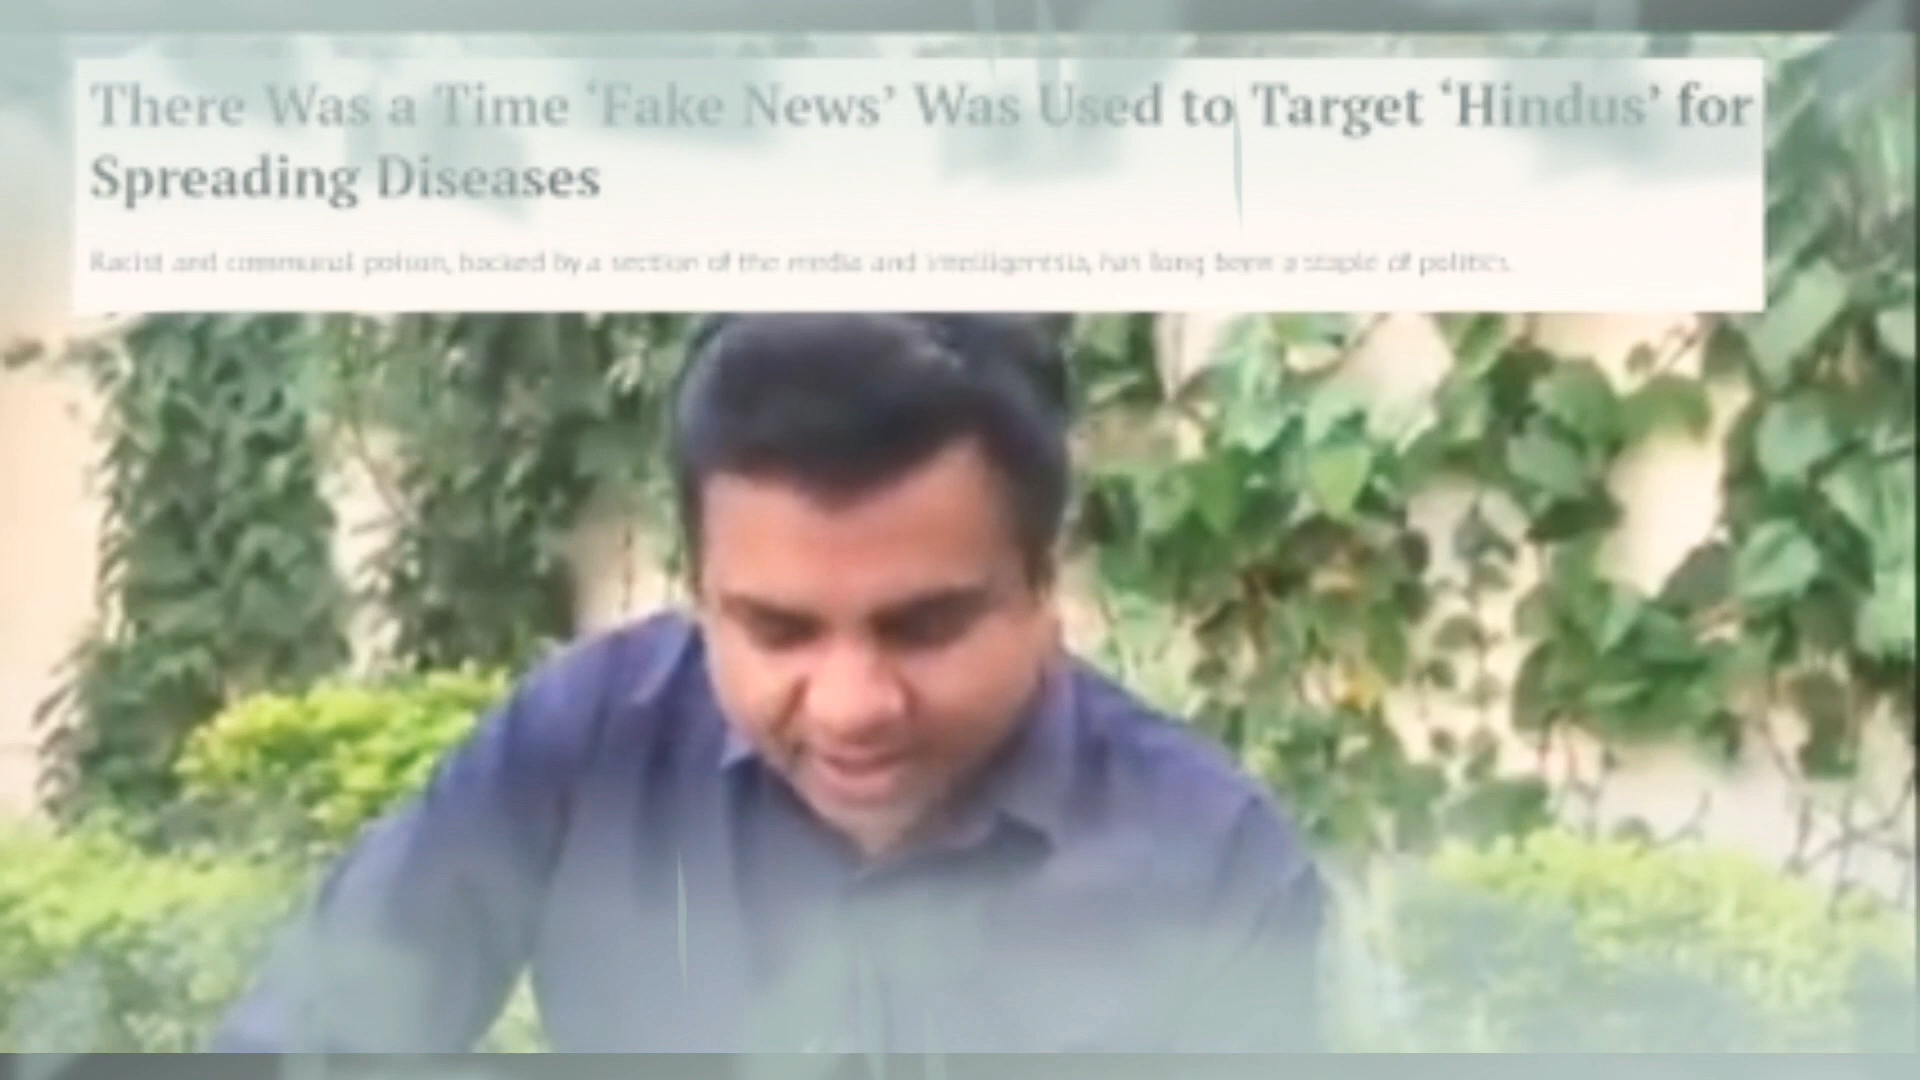 There Was a Time ‘Fake News’ Was Used to Target ‘Hindus’ for
Spreading Diseases
Racist and communal poison, backed by a section of the media and intelligentsia, has long been a staple of politics.